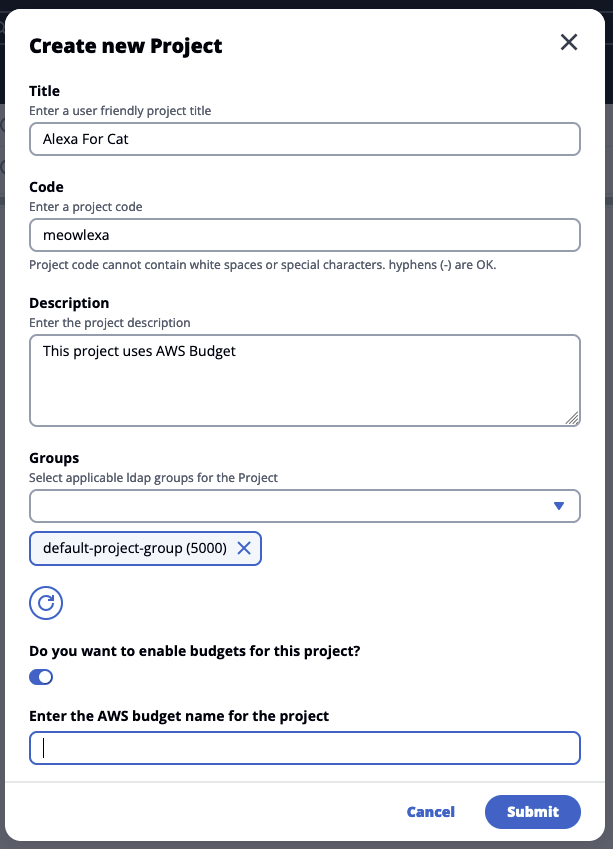 Create new Project
Title
Enter a user friendly project title
Alexa For Cat
Code
Enter a project code
meowlexa
Project code cannot contain white spaces or special characters. hyphens (-) are OK.
Description
Enter the project description
This project uses AWS Budget
Groups
Select applicable ldap groups for the Project
default-project-group (5000)
Do you want to enable budgets for this project?
Enter the AWS budget name for the project
Cancel
Submit